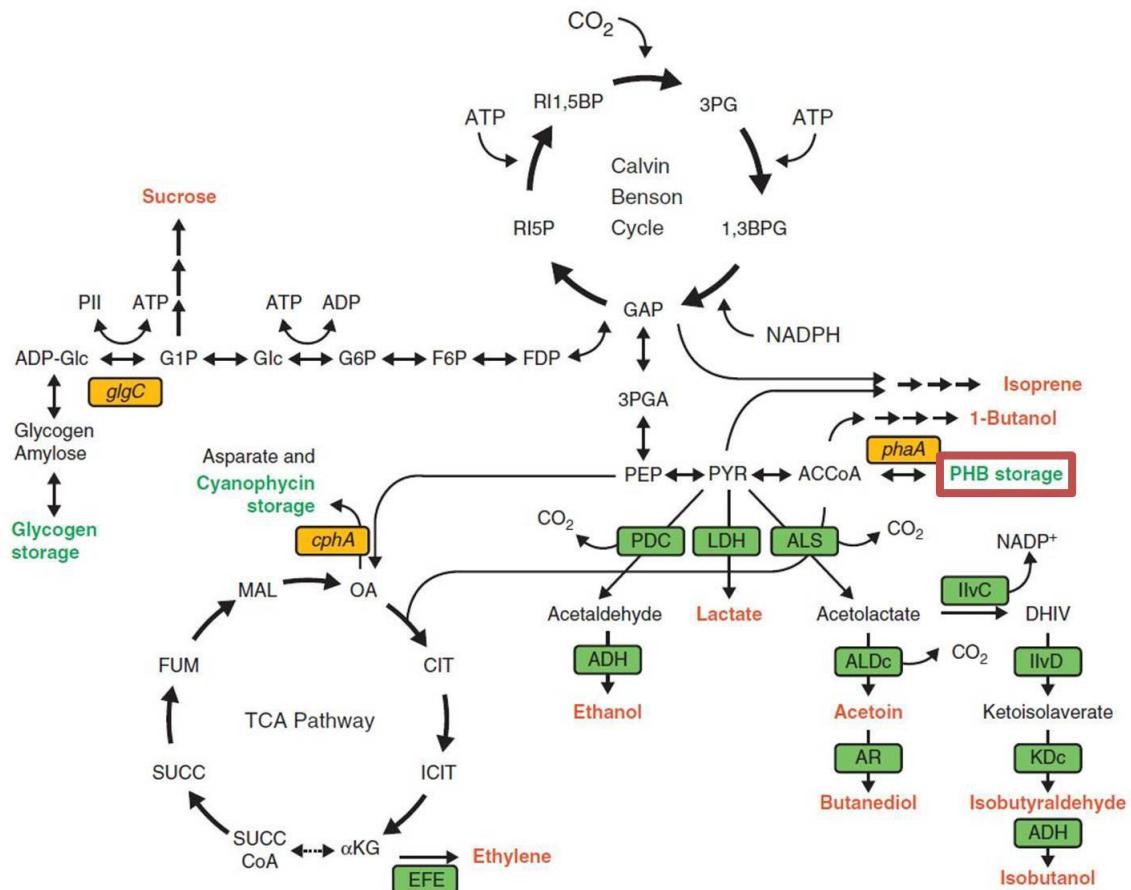 CO2
RI1,5BP
3PG
ATP
ATP
Calvin
Benson
Cycle
Sucrose
RI5P
1,3BPG
PII
ATP
ATP
ADP
GAP
NADPH
ADP-Glc
G1P
Glc
G6P
F6P
FDP
glgC
Isoprene
3PGA
1-Butanol
Glycogen
Amylose
phaA
Asparate and
Cyanophycin
storage
PEP
PYR
ACCoA
PHB storage
Glycogen
storage
cphA
CO2
PDC
LDH
ALS
CO2
NADP+
MAL
OA
IlvC
Acetaldehyde
Lactate
Acetolactate
DHIV
FUM
CIT
ADH
ALDc
CO2
IlvD
TCA Pathway
Ethanol
Acetoin
Ketoisolaverate
SUCC
ICIT
AR
KDc
Butanediol
Isobutyraldehyde
SUCC
CoA
αKG
Ethylene
ADH
EFE
Isobutanol